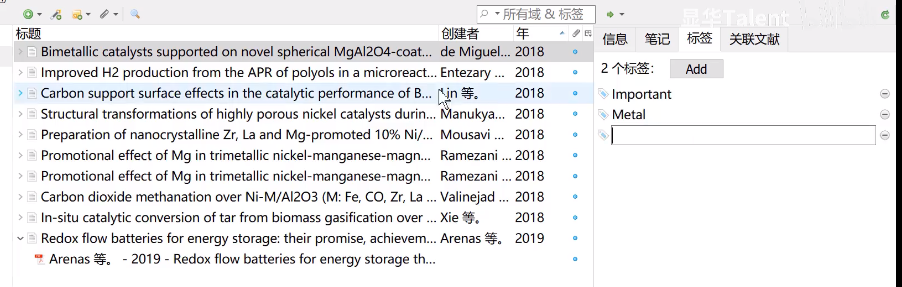 所有域 & 标签
显华Talent
标题 创建者 年
Bimetallic catalysts supported on novel spherical MgAl2O4-coat... de Miguel... 2018
Improved H2 production from the APR of polyols in a microreact... Entezary ... 2018
Carbon support surface effects in the catalytic performance of B... Lin 等。 2018
Structural transformations of highly porous nickel catalysts durin... Manukya... 2018
Preparation of nanocrystalline Zr, La and Mg-promoted 10% Ni/... Mousavi ... 2018
Promotional effect of Mg in trimetallic nickel-manganese-magn... Ramezani ... 2018
Promotional effect of Mg in trimetallic nickel-manganese-magn... Ramezani ... 2018
Carbon dioxide methanation over Ni-M/Al2O3 (M: Fe, CO, Zr, La ... Valinejad ... 2018
In-situ catalytic conversion of tar from biomass gasification over ... Xie 等。 2018
Redox flow batteries for energy storage: their promise, achievem... Arenas 等。 2019
Arenas 等。 - 2019 - Redox flow batteries for energy storage th...
信息 笔记 标签 关联文献
2 个标签: Add
Important
Metal